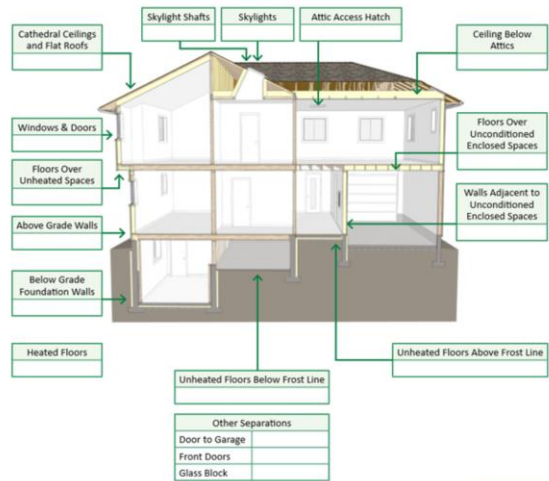 Skylight Shafts
Skylights
Attic Access Hatch
Cathedral Ceilings
and Flat Roofs
Ceiling Below
Attics
Windows & Doors
Floors Over
Unconditioned
Enclosed Spaces
Floors Over
Unheated Spaces
Walls Adjacent to
Unconditioned
Enclosed Spaces
Above Grade Walls
Below Grade
Foundation Walls
Heated Floors
Unheated Floors Above Frost Line
Unheated Floors Below Frost Line
Other Separations
Door to Garage
Front Doors
Glass Block